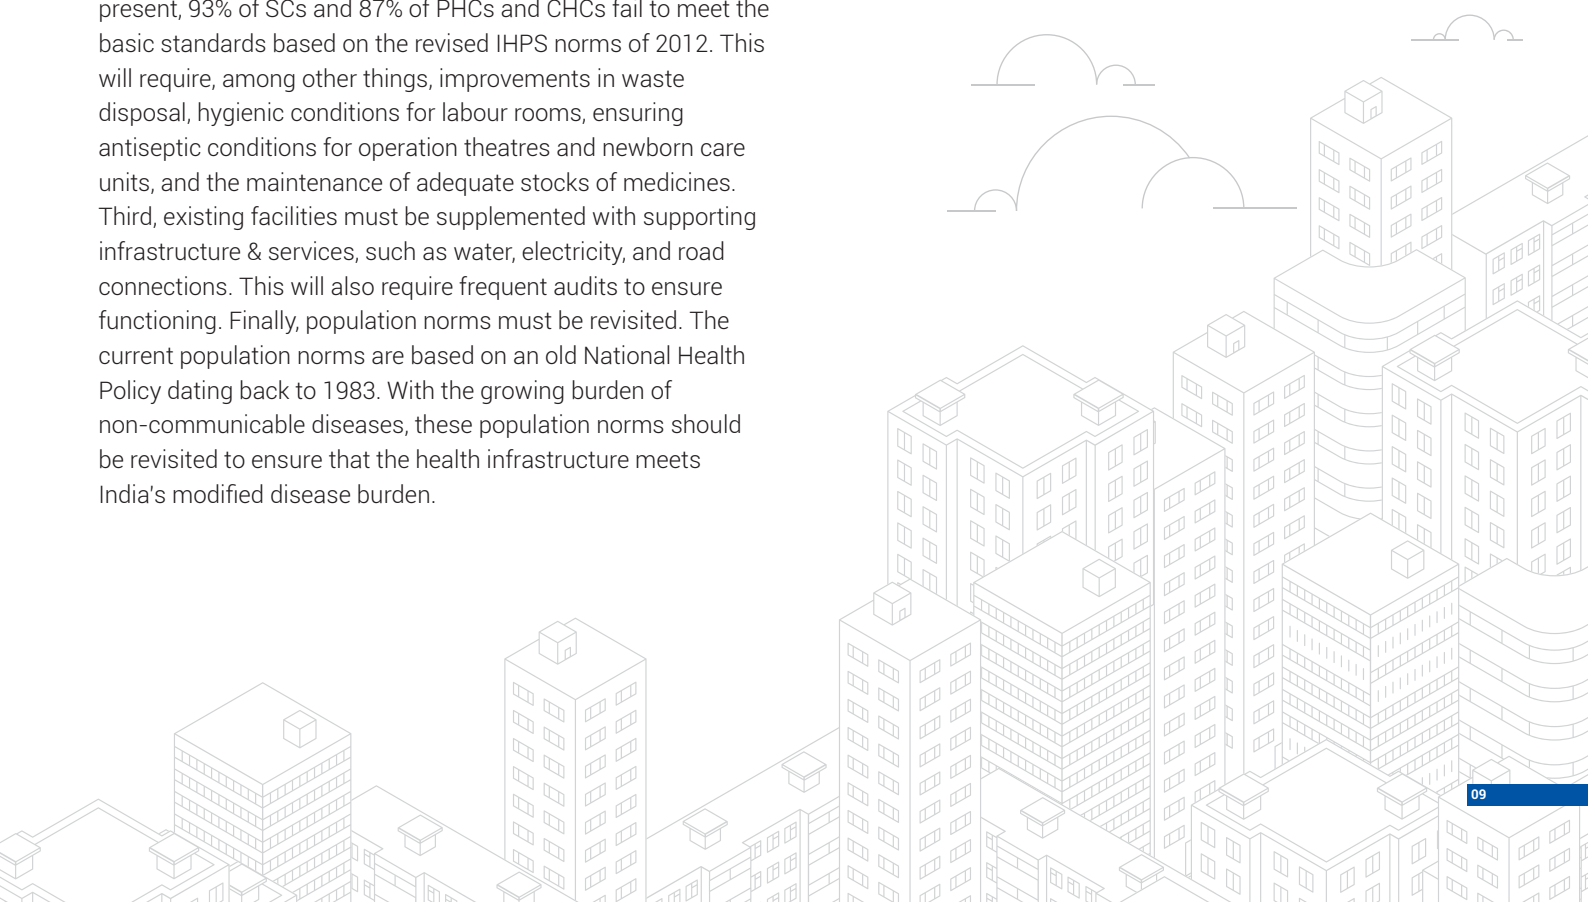 present, 93% of SCs and 87% of PHCs and CHCs fail to meet the
basic standards based on the revised IHPS norms of 2012. This
will require, among other things, improvements in waste
disposal, hygienic conditions for labour rooms, ensuring
antiseptic conditions for operation theatres and newborn care
units, and the maintenance of adequate stocks of medicines.
Third, existing facilities must be supplemented with supporting
infrastructure & services, such as water, electricity, and road
connections. This will also require frequent audits to ensure
functioning. Finally, population norms must be revisited. The
current population norms are based on an old National Health
Policy dating back to 1983. With the growing burden of
non-communicable diseases, these population norms should
be revisited to ensure that the health infrastructure meets
India's modified disease burden.
09